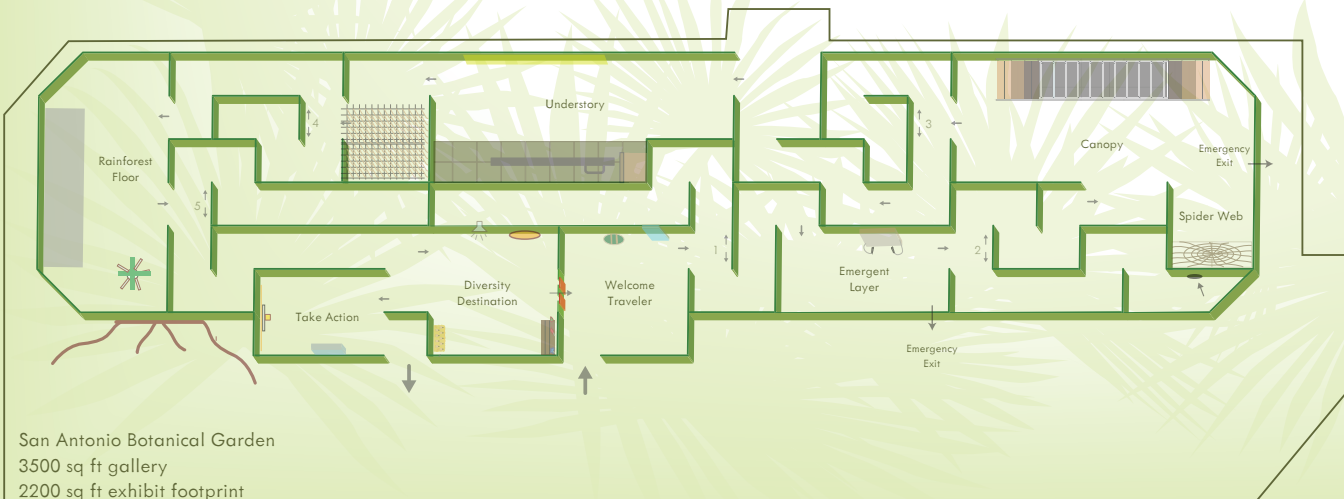 Understory
4
3
Canopy
Emergency
Exit
Rainforest
Floor
5
Spider Web
1
2
Emergent
Layer
Diversity
Destination
Welcome
Traveler
Take Action
Emergency
Exit
San Antonio Botanical Garden
3500 sq ft gallery
2200 sq ft exhibit footprint